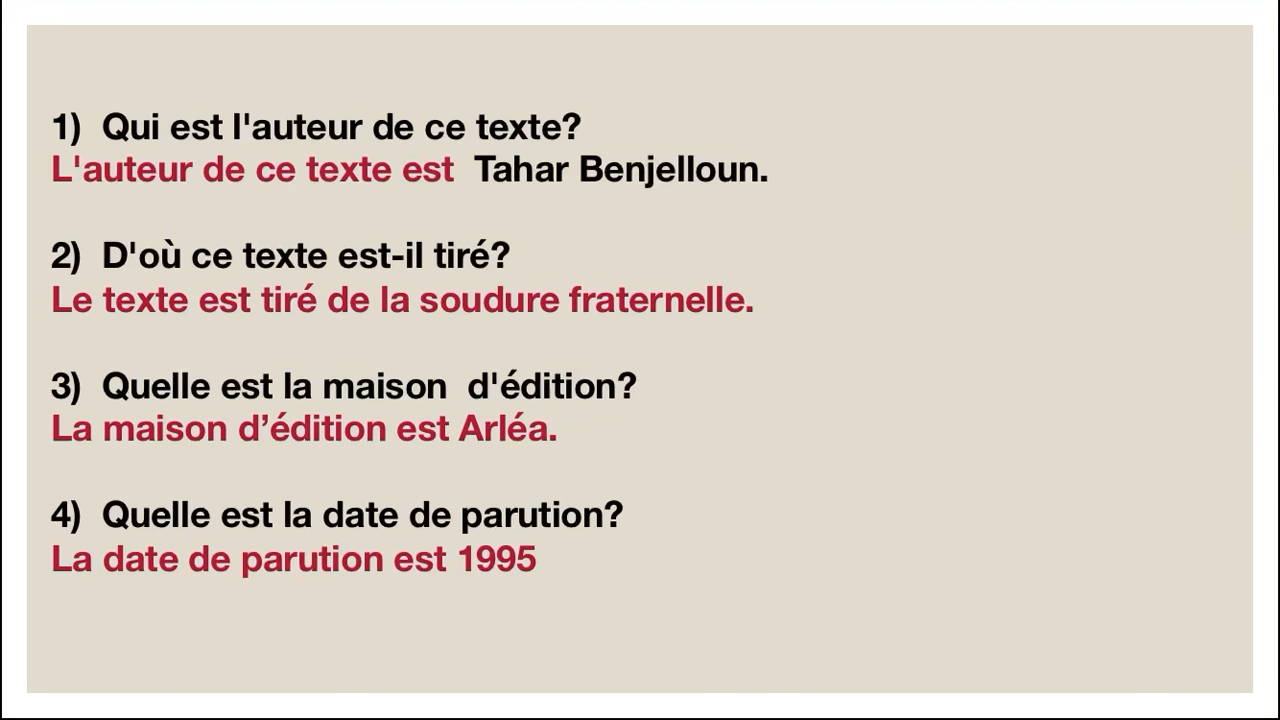 1) Qui est l'auteur de ce texte?
L'auteur de ce texte est Tahar Benjelloun.
2) D'où ce texte est-il tiré?
Le texte est tiré de la soudure fraternelle.
3) Quelle est la maison d'édition?
La maison d’édition est Arléa.
4) Quelle est la date de parution?
La date de parution est 1995